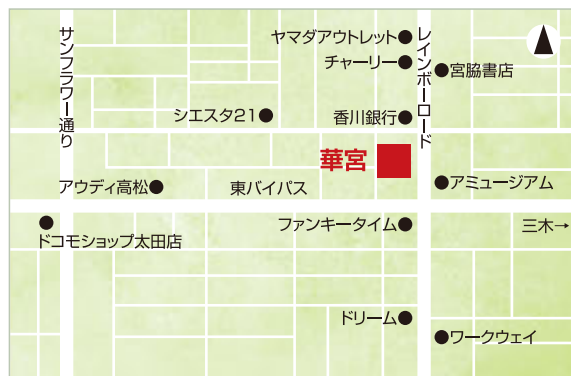 ヤマダアウトレット
チャーリー
サンフラワー通り
レインボーロード
宮脇書店
シエスタ21
香川銀行
華宮
アウディ高松
東バイパス
アミュージアム
ドコモショップ太田店
ファンキータイム
三木→
ドリーム
ワークウェイ